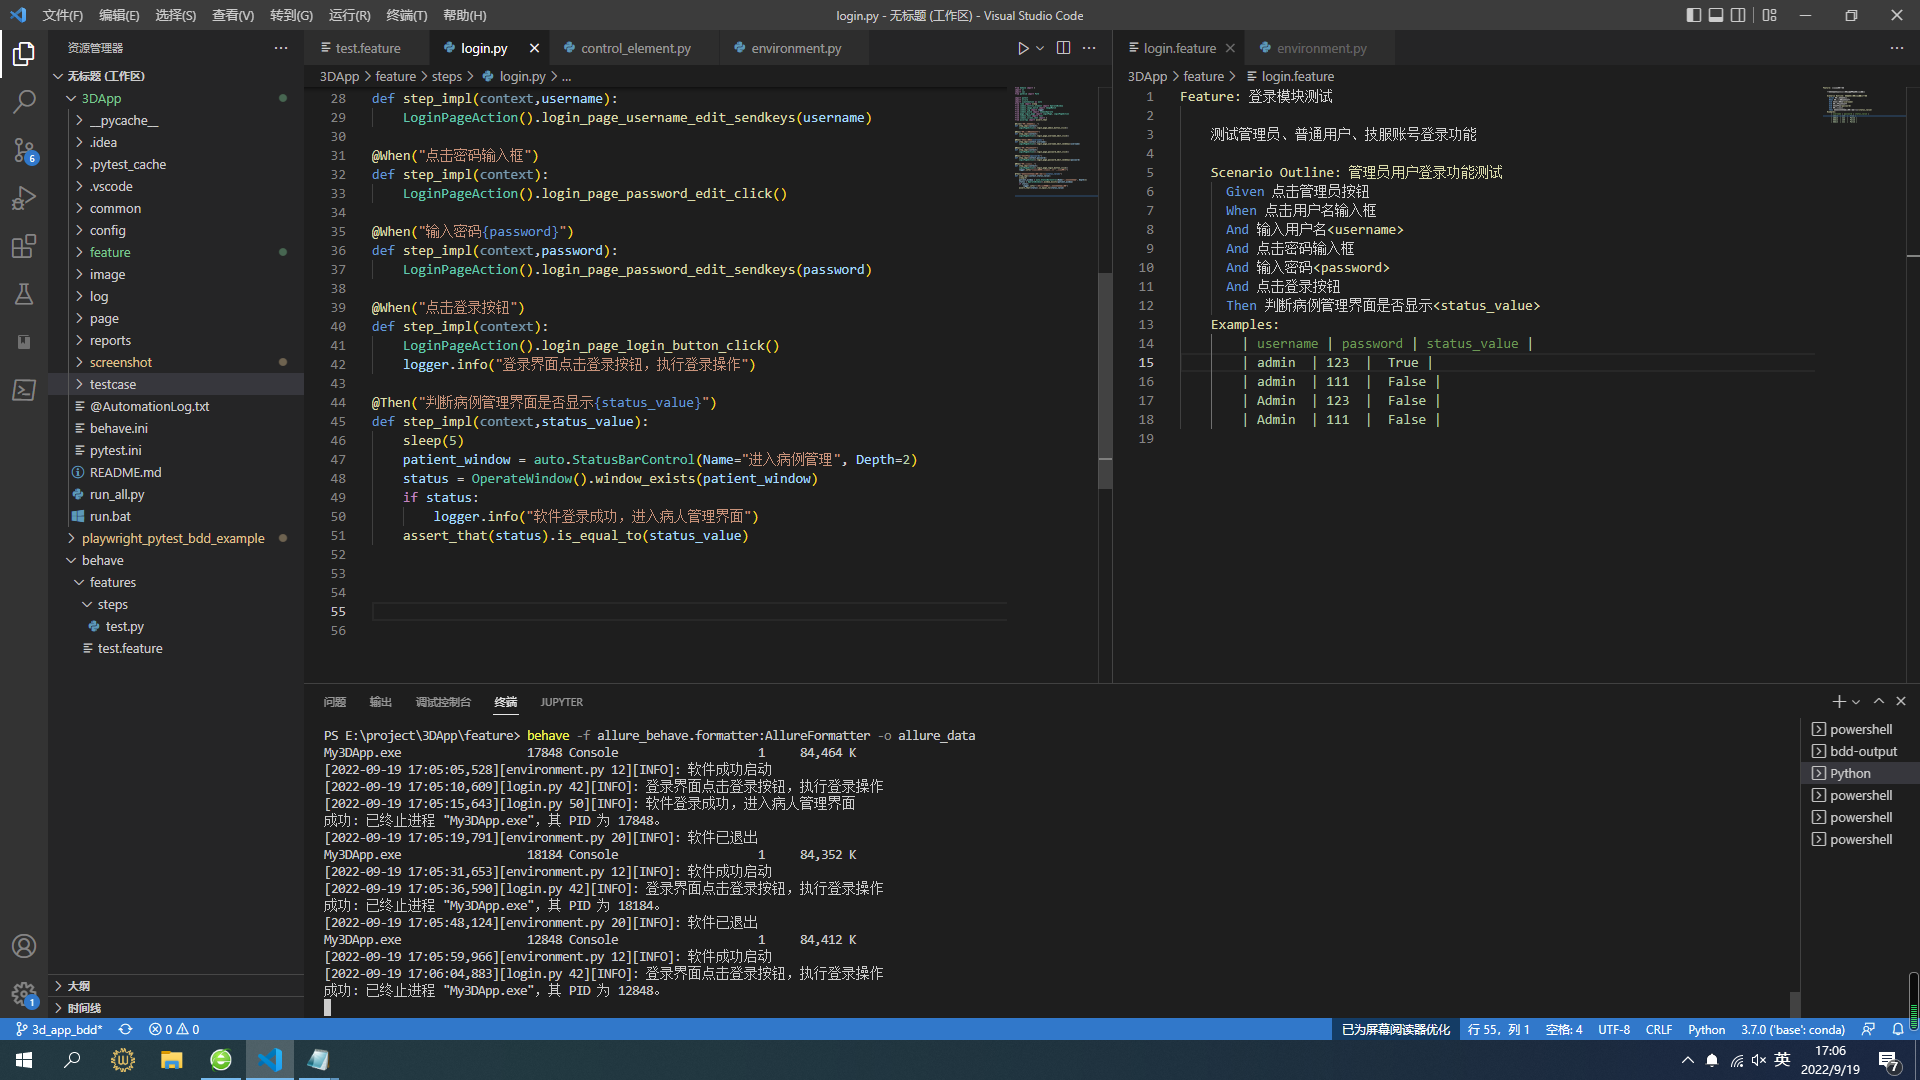 文件(F) 编辑(E) 选择(S) 查看(V) 转到(G) 运行(R) 终端(T) 帮助(H)
login.py - 无标题 (工作区) - Visual Studio Code
资源管理器
无标题 (工作区)
3DApp
__pycache__
.idea
.pytest_cache
.vscode
common
config
feature
image
log
page
reports
screenshot
testcase
@AutomationLog.txt
behave.ini
pytest.ini
README.md
run_all.py
run.bat
playwright_pytest_bdd_example
behave
features
steps
test.py
test.feature
大纲
时间线
6
1
test.feature login.py control_element.py environment.py
3DApp > feature > steps > login.py > ...
28 def step_impl(context,username):
29 LoginPageAction().login_page_username_edit_sendkeys(username)
30
31 @When("点击密码输入框")
32 def step_impl(context):
33 LoginPageAction().login_page_password_edit_click()
34
35 @When("输入密码{password}")
36 def step_impl(context,password):
37 LoginPageAction().login_page_password_edit_sendkeys(password)
38
39 @When("点击登录按钮")
40 def step_impl(context):
41 LoginPageAction().login_page_login_button_click()
42 logger.info("登录界面点击登录按钮，执行登录操作")
43
44 @Then("判断病例管理界面是否显示{status_value}")
45 def step_impl(context,status_value):
46 sleep(5)
47 patient_window = auto.StatusBarControl(Name="进入病例管理", Depth=2)
48 status = OperateWindow().window_exists(patient_window)
49 if status:
50 logger.info("软件登录成功，进入病人管理界面")
51 assert_that(status).is_equal_to(status_value)
52
53
54
55
56
login.feature environment.py
3DApp > feature > login.feature
1 Feature: 登录模块测试
2
3 测试管理员、普通用户、技服账号登录功能
4
5 Scenario Outline: 管理员用户登录功能测试
6 Given 点击管理员按钮
7 When 点击用户名输入框
8 And 输入用户名<username>
9 And 点击密码输入框
10 And 输入密码<password>
11 And 点击登录按钮
12 Then 判断病例管理界面是否显示<status_value>
13 Examples:
14 | username | password | status_value |
15 | admin | 123 | True |
16 | admin | 111 | False |
17 | Admin | 123 | False |
18 | Admin | 111 | False |
19
问题 输出 调试控制台 终端 JUPYTER
PS E:\project\3DApp\feature> behave -f allure_behave.formatter:AllureFormatter -o allure_data
My3DApp.exe 17848 Console 1 84,464 K
[2022-09-19 17:05:05,528][environment.py 12][INFO]: 软件成功启动
[2022-09-19 17:05:10,609][login.py 42][INFO]: 登录界面点击登录按钮，执行登录操作
[2022-09-19 17:05:15,643][login.py 50][INFO]: 软件登录成功，进入病人管理界面
成功: 已终止进程 "My3DApp.exe"，其 PID 为 17848。
[2022-09-19 17:05:19,791][environment.py 20][INFO]: 软件已退出
My3DApp.exe 18184 Console 1 84,352 K
[2022-09-19 17:05:31,653][environment.py 12][INFO]: 软件成功启动
[2022-09-19 17:05:36,590][login.py 42][INFO]: 登录界面点击登录按钮，执行登录操作
成功: 已终止进程 "My3DApp.exe"，其 PID 为 18184。
[2022-09-19 17:05:48,124][environment.py 20][INFO]: 软件已退出
My3DApp.exe 12848 Console 1 84,412 K
[2022-09-19 17:05:59,966][environment.py 12][INFO]: 软件成功启动
[2022-09-19 17:06:04,883][login.py 42][INFO]: 登录界面点击登录按钮，执行登录操作
成功: 已终止进程 "My3DApp.exe"，其 PID 为 12848。
powershell
bdd-output
Python
powershell
powershell
powershell
3d_app_bdd* 0 0
已为屏幕阅读器优化 行 55，列 1 空格: 4 UTF-8 CRLF Python 3.7.0 ('base': conda)
英
17:06
2022/9/19
7